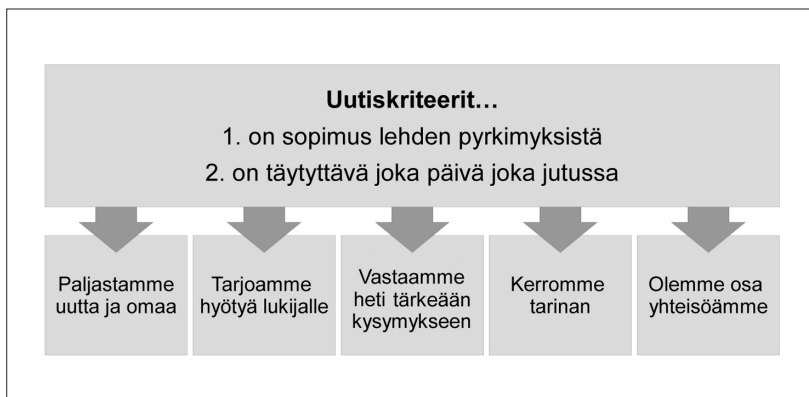 Uutiskriteerit…
1. on sopimus lehden pyrkimyksistä
2. on täytyttävä joka päivä joka jutussa
Paljastamme
uutta ja omaa
Tarjoamme
hyötyä lukijalle
Vastaamme
heti tärkeään
kysymykseen
Kerromme
tarinan
Olemme osa
yhteisöämme